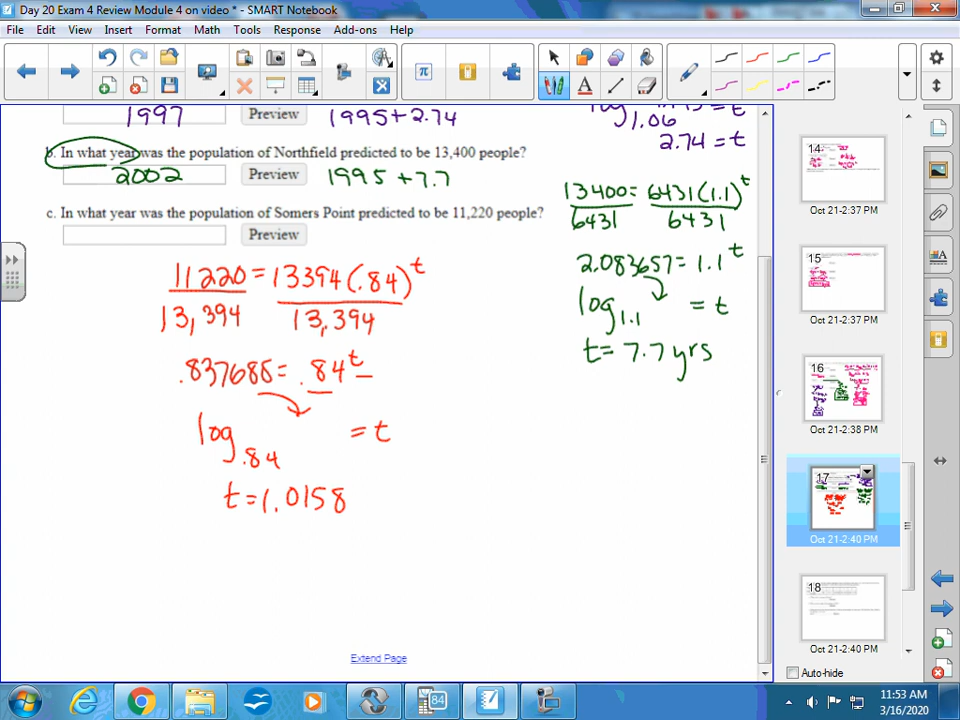 Day 20 Exam 4 Review Module 4 on video * - SMART Notebook
File Edit View Insert Format Math Tools Response Add-ons Help
1997 Preview 1995+2.74
1.06
2.74 = t
b. In what year was the population of Northfield predicted to be 13,400 people?
2002 Preview 1995 + 7.7
c. In what year was the population of Somers Point predicted to be 11,220 people?
Preview
13400 = 6431(1.1)^t
6431 6431
2.083657 = 1.1^t
log 1.1 = t
t = 7.7 yrs
11220 = 13394(.84)^t
13,394 13,394
.837688 = .84^t
log .84 = t
t = 1.0158
Extend Page
14
Oct 21-2:37 PM
15
Oct 21-2:37 PM
16
Oct 21-2:38 PM
17
Oct 21-2:40 PM
18
Oct 21-2:40 PM
Auto-hide
84
11:53 AM
3/16/2020